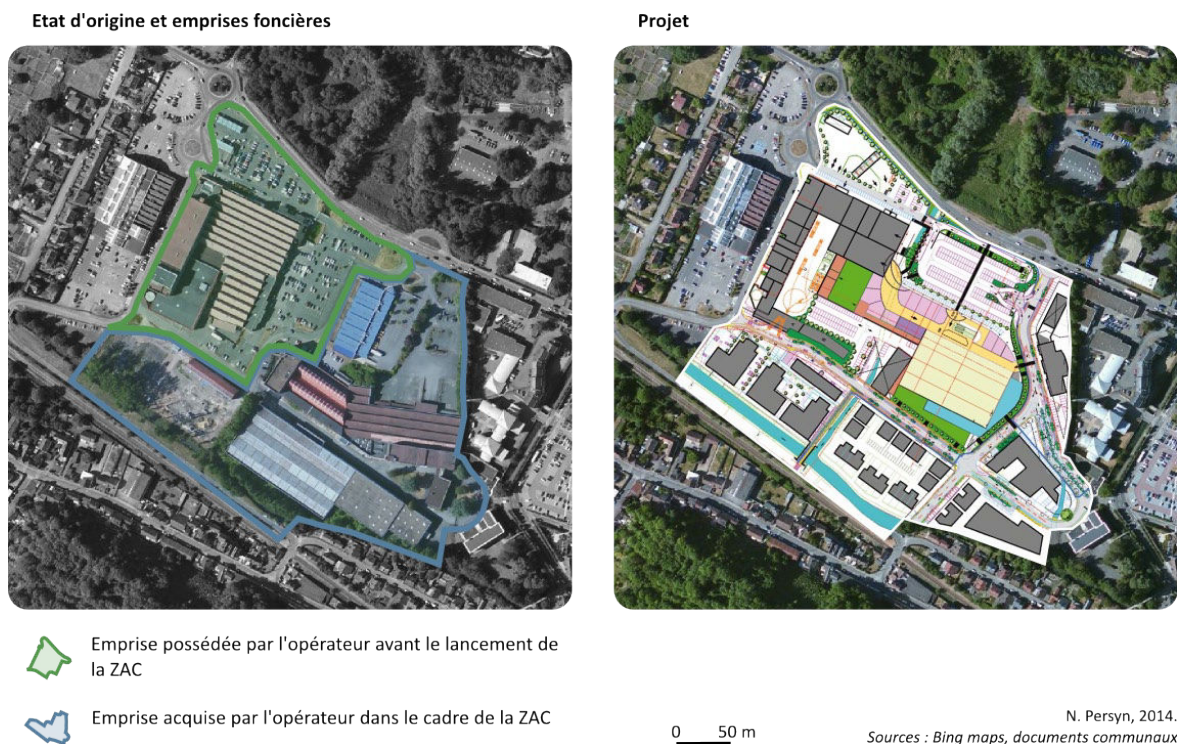 Etat d'origine et emprises foncières
Projet
Emprise possédée par l'opérateur avant le lancement de
la ZAC
Emprise acquise par l'opérateur dans le cadre de la ZAC
0 50 m
N. Persyn, 2014.
Sources : Bing maps, documents communaux